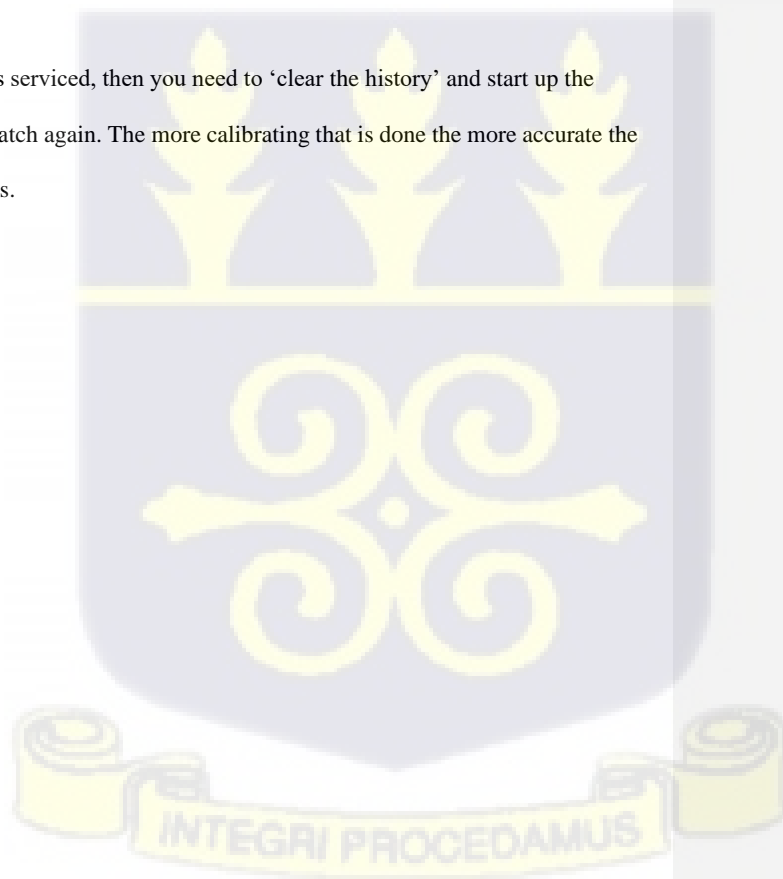 s serviced, then you need to ‘clear the history’ and start up the
atch again. The more calibrating that is done the more accurate the
s.
INTEGRI PROCEDAMUS